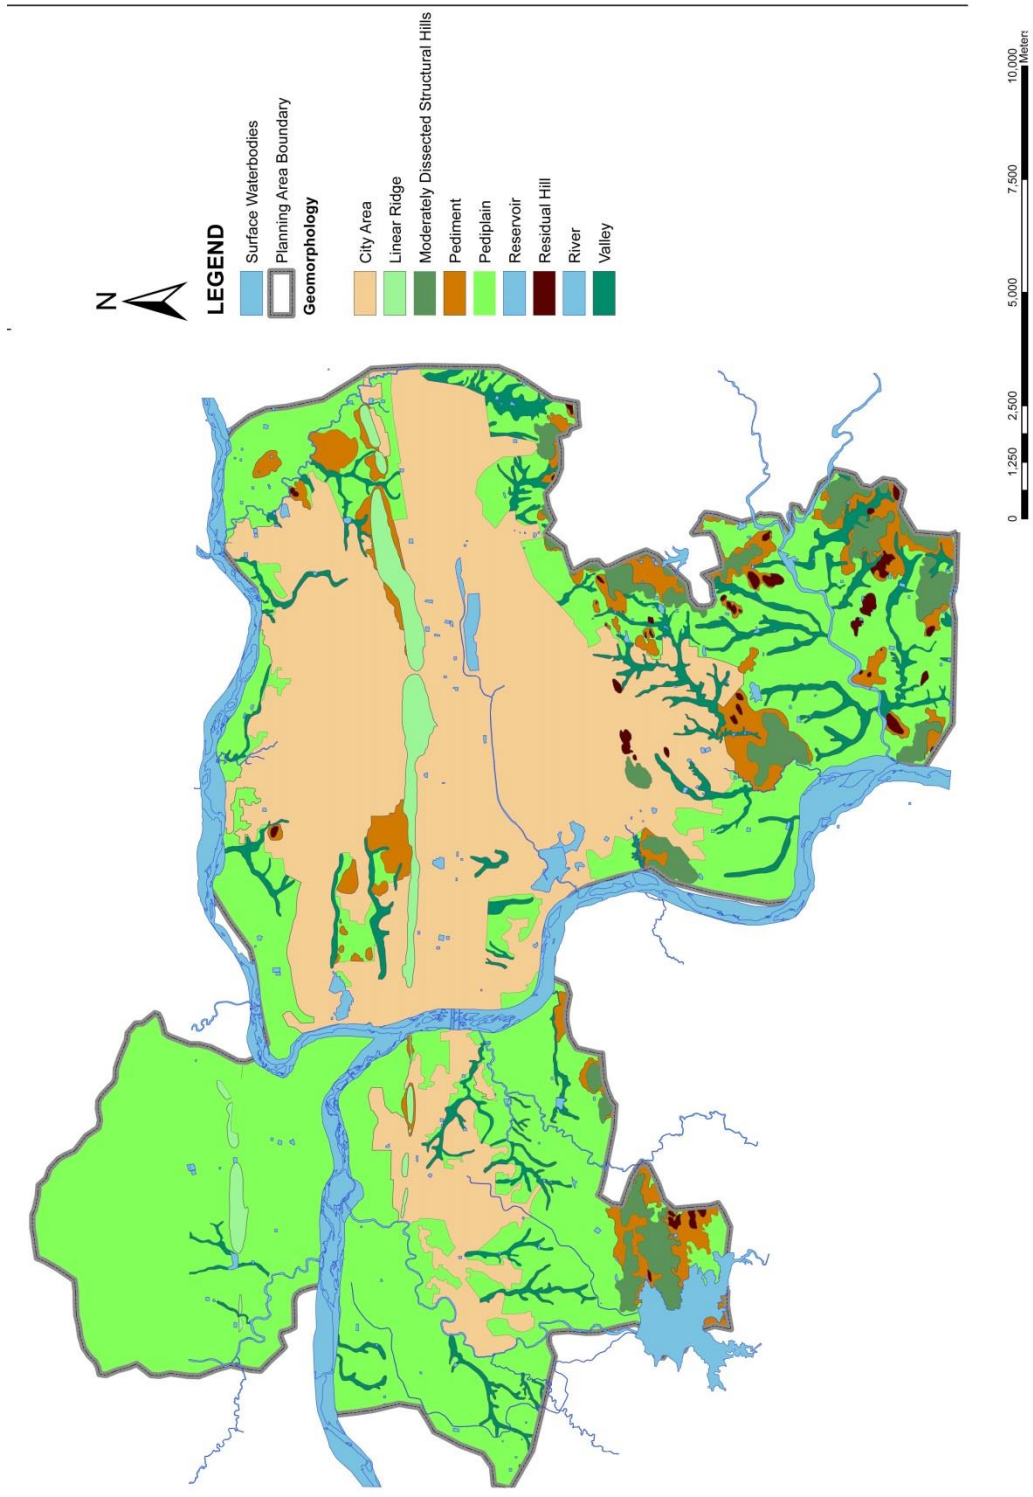 N
LEGEND
Surface Waterbodies
Planning Area Boundary
Geomorphology
City Area
Linear Ridge
Moderately Dissected Structural Hills
Pediment
Pediplain
Reservoir
Residual Hill
River
Valley
0 1,250 2,500 5,000 7,500 10,000
Meters